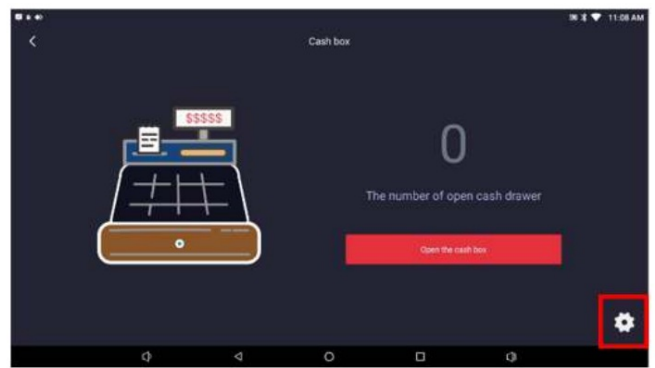 11:08 AM
Cash box
$$$$$
0
The number of open cash drawer
Open the cash box